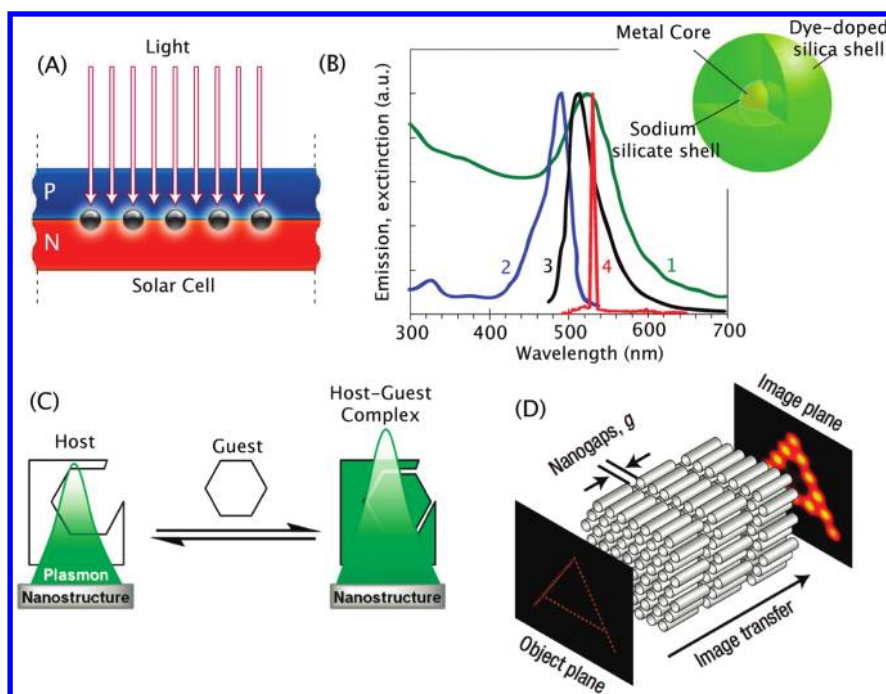 (A)
Light
P
N
Solar Cell
(B)
Emission, exctinction (a.u.)
2
3
4
1
300
400
500
600
700
Wavelength (nm)
Metal Core
Dye-doped
silica shell
Sodium
silicate shell
(C)
Host
Guest
Host–Guest
Complex
Plasmon
Nanostructure
Nanostructure
(D)
Nanogaps, g
Image plane
Object plane
Image transfer